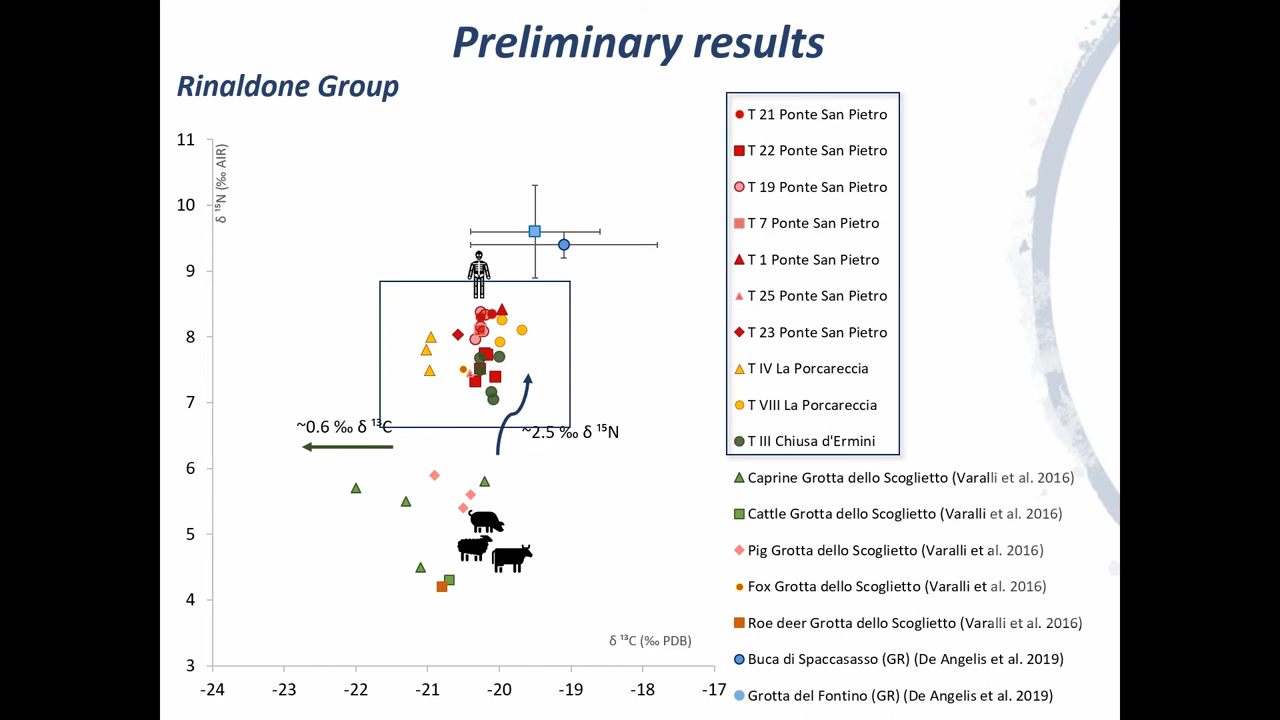 Preliminary results
Rinaldone Group
11
10
9
8
7
6
5
4
3
δ ¹⁵N (‰ AIR)
~0.6 ‰ δ ¹³C
~2.5 ‰ δ ¹⁵N
δ ¹³C (‰ PDB)
-24 -23 -22 -21 -20 -19 -18 -17
T 21 Ponte San Pietro
T 22 Ponte San Pietro
T 19 Ponte San Pietro
T 7 Ponte San Pietro
T 1 Ponte San Pietro
T 25 Ponte San Pietro
T 23 Ponte San Pietro
T IV La Porcareccia
T VIII La Porcareccia
T III Chiusa d'Ermini
Caprine Grotta dello Scoglietto (Varalli et al. 2016)
Cattle Grotta dello Scoglietto (Varalli et al. 2016)
Pig Grotta dello Scoglietto (Varalli et al. 2016)
Fox Grotta dello Scoglietto (Varalli et al. 2016)
Roe deer Grotta dello Scoglietto (Varalli et al. 2016)
Buca di Spaccasasso (GR) (De Angelis et al. 2019)
Grotta del Fontino (GR) (De Angelis et al. 2019)